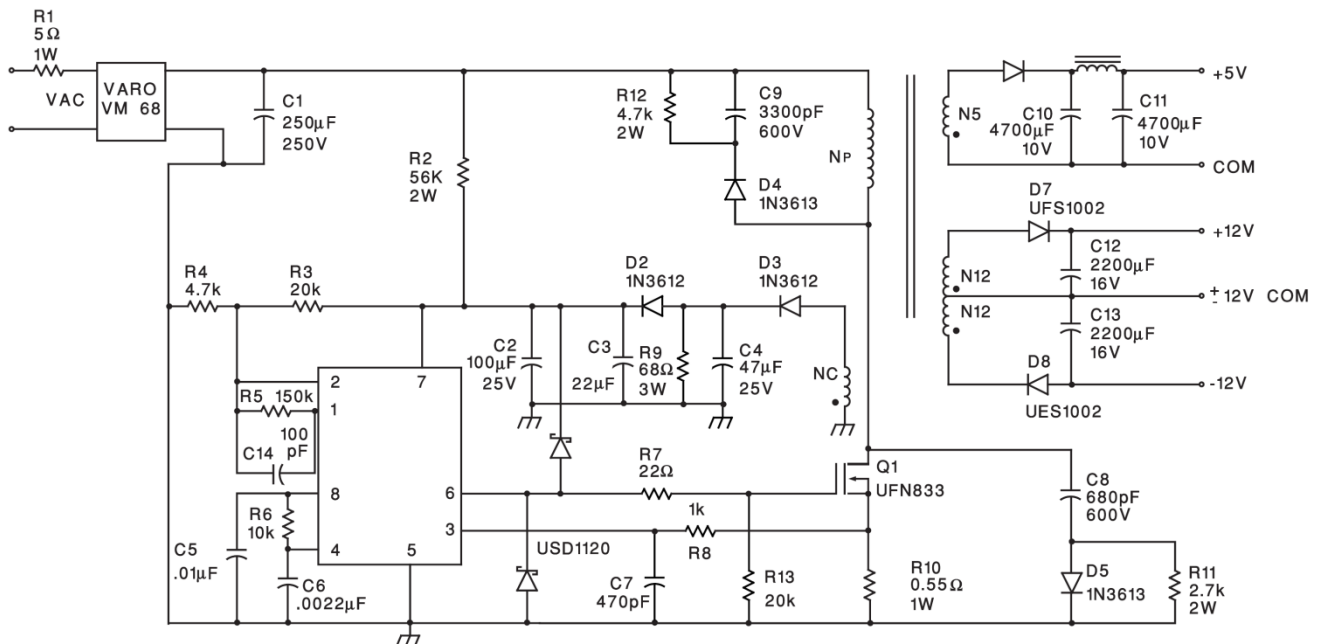 R1
5Ω
1W
VAC
VARO
VM 68
C1
250µF
250V
R2
56K
2W
R12
4.7k
2W
C9
3300pF
600V
D4
1N3613
NP
N5
C10
4700µF
10V
C11
4700µF
10V
+5V
COM
D7
UFS1002
+12V
C12
2200µF
16V
N12
N12
± 12V COM
C13
2200µF
16V
D8
UES1002
-12V
R4
4.7k
R3
20k
D2
1N3612
D3
1N3612
C2
100µF
25V
C3
22µF
R9
68Ω
3W
C4
47µF
25V
NC
2
7
R5 150k
1
100
pF
C14
8
R6
10k
4
5
6
3
C5
.01µF
C6
.0022µF
USD1120
R7
22Ω
1k
R8
C7
470pF
R13
20k
Q1
UFN833
R10
0.55Ω
1W
C8
680pF
600V
D5
1N3613
R11
2.7k
2W